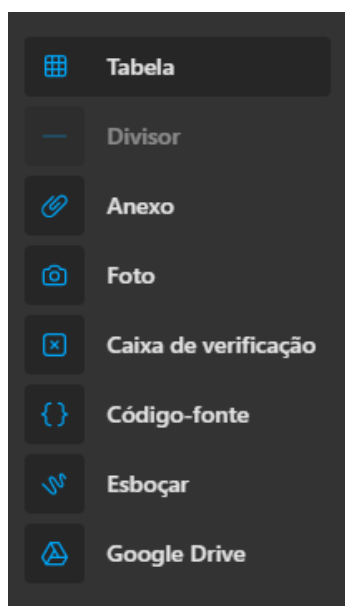 Tabela
Divisor
Anexo
Foto
Caixa de verificação
Código-fonte
Esboçar
Google Drive